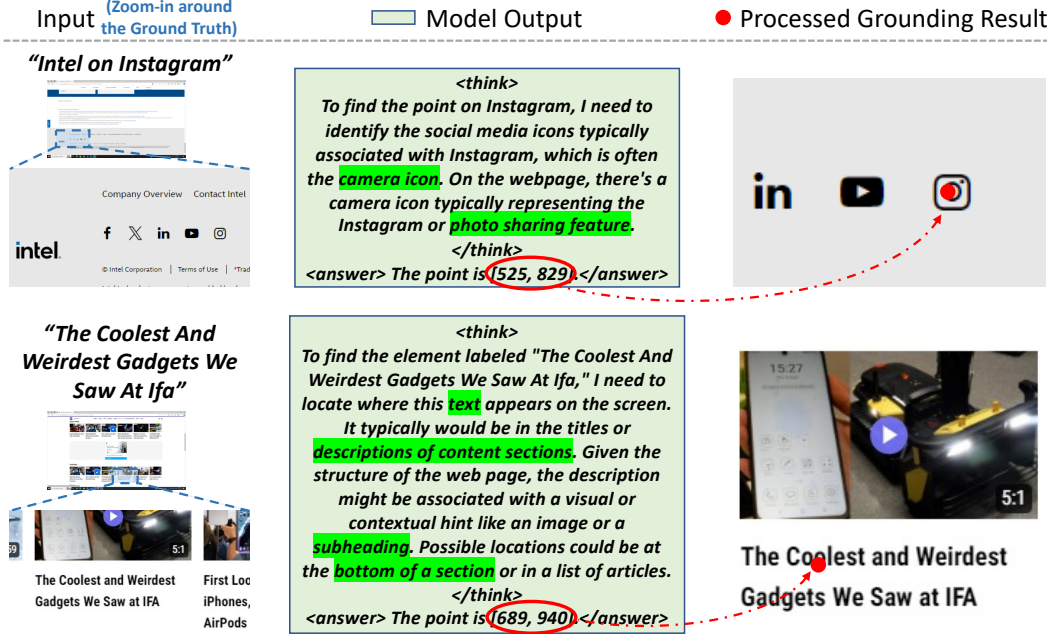 Input
(Zoom-in around
the Ground Truth)
Model Output
Processed Grounding Result
“Intel on Instagram”
Company Overview Contact Intel
f X in
intel.
© Intel Corporation | Terms of Use | *Trad
<think>
To find the point on Instagram, I need to
identify the social media icons typically
associated with Instagram, which is often
the camera icon. On the webpage, there's a
camera icon typically representing the
Instagram or photo sharing feature.
</think>
<answer> The point is [525, 829].</answer>
in
“The Coolest And
Weirdest Gadgets We
Saw At Ifa”
59
5:1
The Coolest and Weirdest
Gadgets We Saw at IFA
First Loo
iPhones,
AirPods
<think>
To find the element labeled "The Coolest And
Weirdest Gadgets We Saw At Ifa," I need to
locate where this text appears on the screen.
It typically would be in the titles or
descriptions of content sections. Given the
structure of the web page, the description
might be associated with a visual or
contextual hint like an image or a
subheading. Possible locations could be at
the bottom of a section or in a list of articles.
</think>
<answer> The point is [689, 940].</answer>
15:27
5:1
The Coolest and Weirdest
Gadgets We Saw at IFA